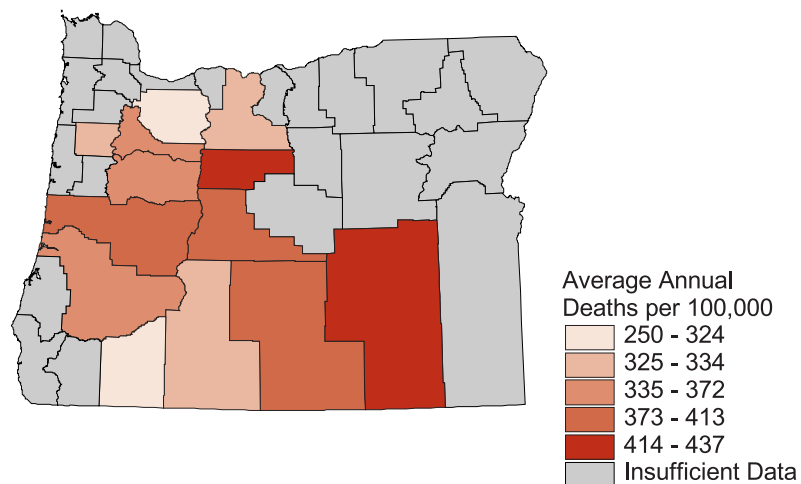 Average Annual
Deaths per 100,000
250 - 324
325 - 334
335 - 372
373 - 413
414 - 437
Insufficient Data